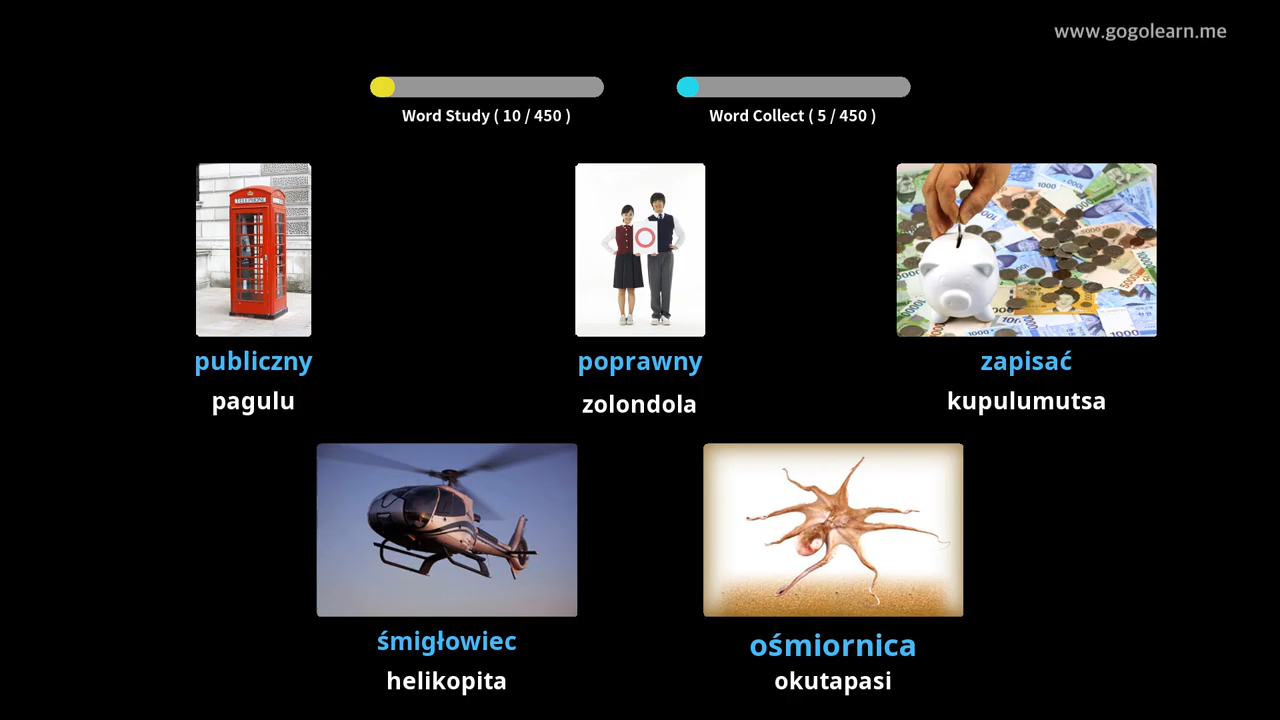 www.gogolearn.me
Word Study ( 10 / 450 )
Word Collect ( 5 / 450 )
TELEPHONE
publiczny
pagulu
poprawny
zolondola
zapisać
kupulumutsa
śmigłowiec
helikopita
ośmiornica
okutapasi